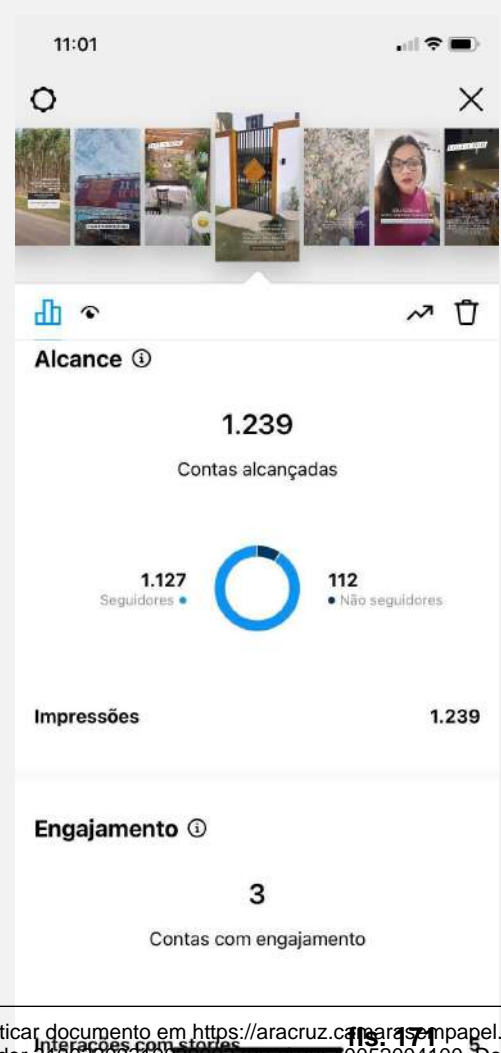 11:01
Alcance
1.239
Contas alcançadas
1.127
Seguidores
112
Não seguidores
Impressões
1.239
Engajamento
3
Contas com engajamento
ticar documento em https://aracruz.camarasempapel.
Interações com stories
fls. 171
5